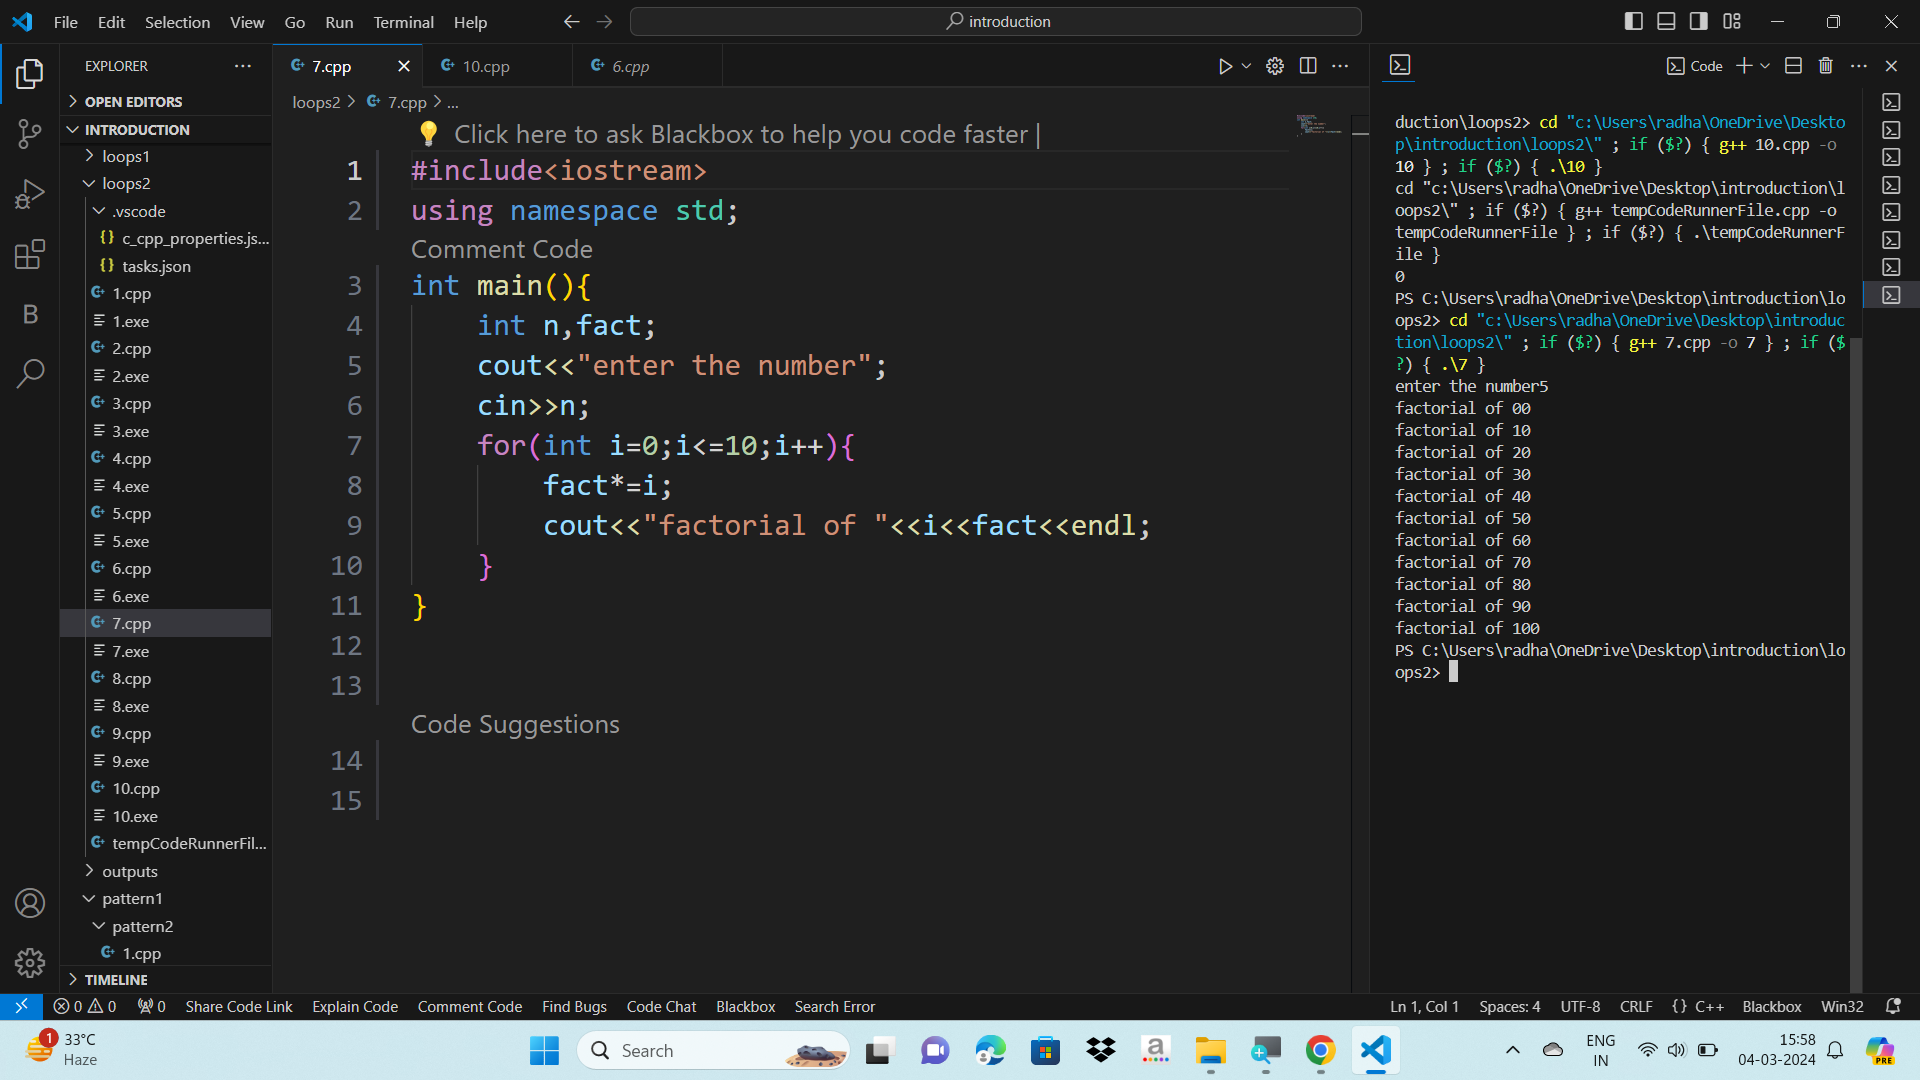 File Edit Selection View Go Run Terminal Help
introduction
EXPLORER
OPEN EDITORS
INTRODUCTION
loops1
loops2
.vscode
{} c_cpp_properties.js...
{} tasks.json
1.cpp
1.exe
2.cpp
2.exe
3.cpp
3.exe
4.cpp
4.exe
5.cpp
5.exe
6.cpp
6.exe
7.cpp
7.exe
8.cpp
8.exe
9.cpp
9.exe
10.cpp
10.exe
tempCodeRunnerFil...
outputs
pattern1
pattern2
1.cpp
TIMELINE
7.cpp
10.cpp
6.cpp
loops2 > 7.cpp > ...
Click here to ask Blackbox to help you code faster |
1 #include<iostream>
2 using namespace std;
Comment Code
3 int main(){
4 int n,fact;
5 cout<<"enter the number";
6 cin>>n;
7 for(int i=0;i<=10;i++){
8 fact*=i;
9 cout<<"factorial of "<<i<<fact<<endl;
10 }
11 }
12
13
Code Suggestions
14
15
Code
duction\loops2> cd "c:\Users\radha\OneDrive\Deskto
p\introduction\loops2\" ; if ($?) { g++ 10.cpp -o
10 } ; if ($?) { .\10 }
cd "c:\Users\radha\OneDrive\Desktop\introduction\l
oops2\" ; if ($?) { g++ tempCodeRunnerFile.cpp -o
tempCodeRunnerFile } ; if ($?) { .\tempCodeRunnerF
ile }
0
PS C:\Users\radha\OneDrive\Desktop\introduction\lo
ops2> cd "c:\Users\radha\OneDrive\Desktop\introduc
tion\loops2\" ; if ($?) { g++ 7.cpp -o 7 } ; if ($
?) { .\7 }
enter the number5
factorial of 00
factorial of 10
factorial of 20
factorial of 30
factorial of 40
factorial of 50
factorial of 60
factorial of 70
factorial of 80
factorial of 90
factorial of 100
PS C:\Users\radha\OneDrive\Desktop\introduction\lo
ops2>
0 0 0 Share Code Link Explain Code Comment Code Find Bugs Code Chat Blackbox Search Error
Ln 1, Col 1 Spaces: 4 UTF-8 CRLF {} C++ Blackbox Win32
1
33°C
Haze
Search
a
ENG
IN
15:58
04-03-2024
PRE